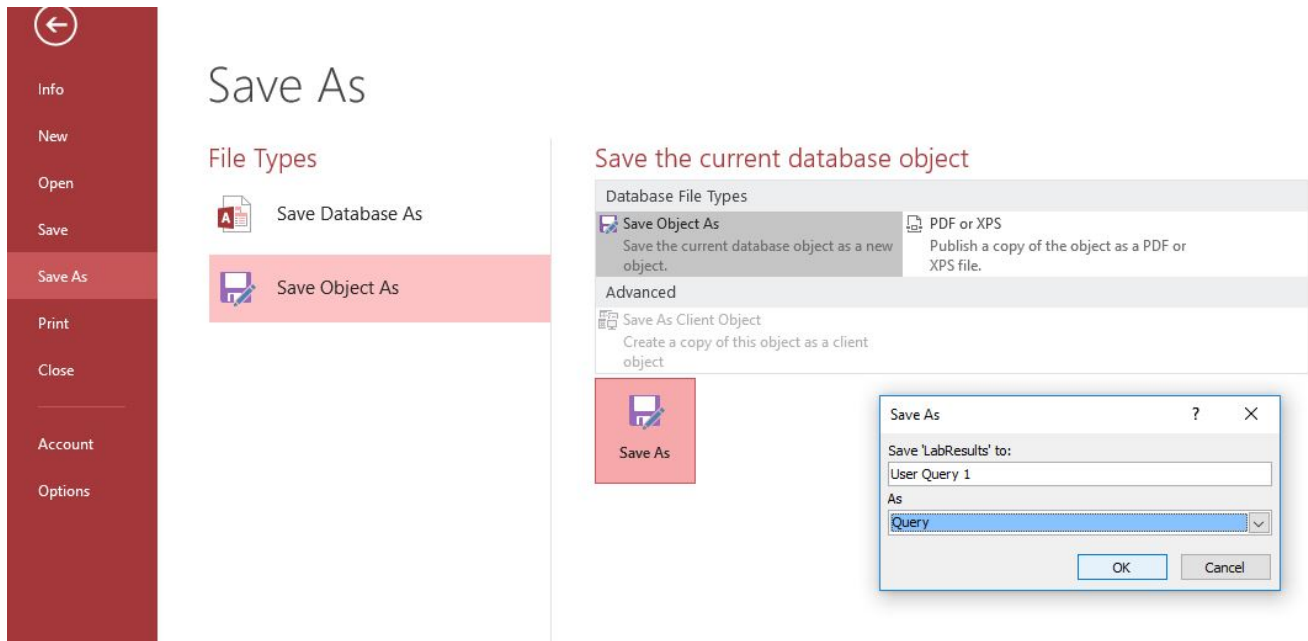 Info
New
Open
Save
Save As
Print
Close
Account
Options
Save As
File Types
Save Database As
Save Object As
Save the current database object
Database File Types
Save Object As
Save the current database object as a new
object.
PDF or XPS
Publish a copy of the object as a PDF or
XPS file.
Advanced
Save As Client Object
Create a copy of this object as a client
object
Save As
Save As ? X
Save 'LabResults' to:
User Query 1
As
Query
OK Cancel